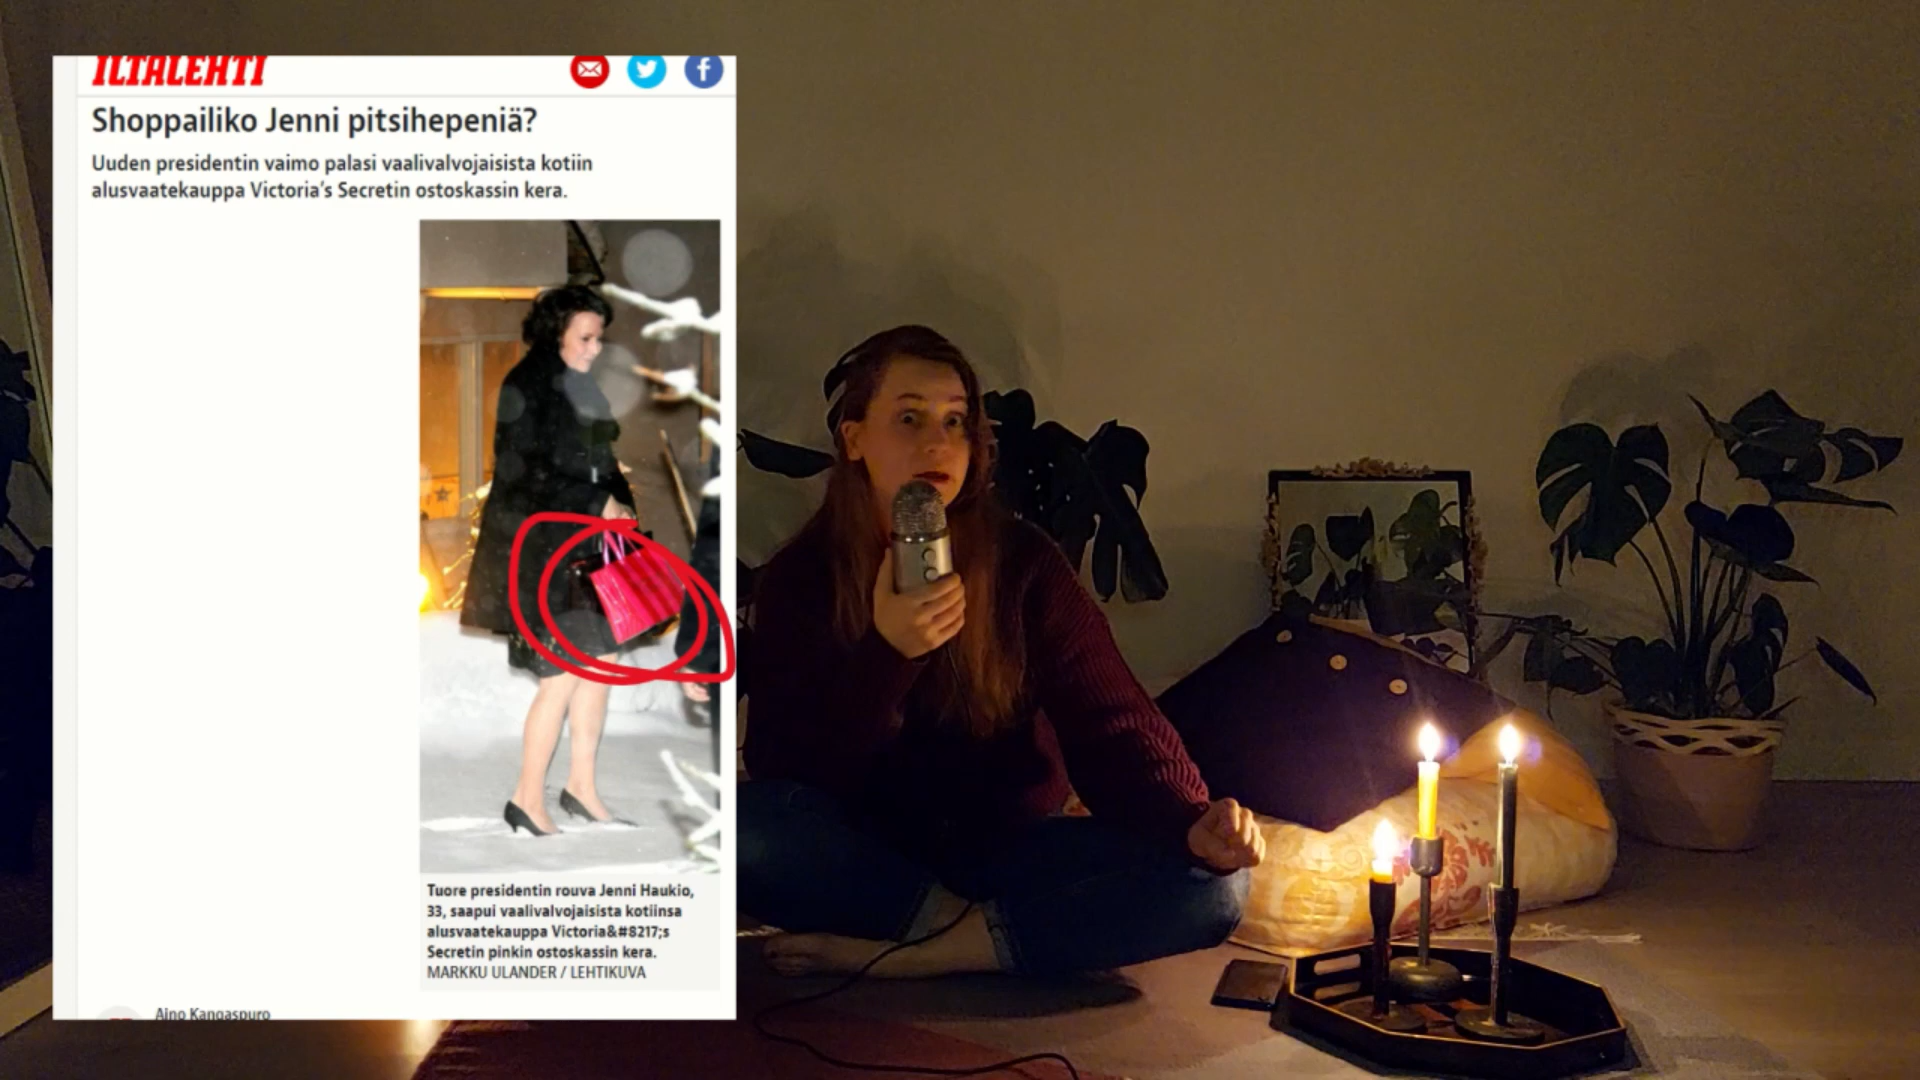 ILTALEHTI
Shoppailiko Jenni pitsihepeniä?
Uuden presidentin vaimo palasi vaalivalvojaisista kotiin
alusvaatekauppa Victoria's Secretin ostoskassin kera.
Tuore presidentin rouva Jenni Haukio,
33, saapui vaalivalvojaisista kotiinsa
alusvaatekauppa Victoria&#8217;s
Secretin pinkin ostoskassin kera.
MARKKU ULANDER / LEHTIKUVA
Aino Kangaspuro